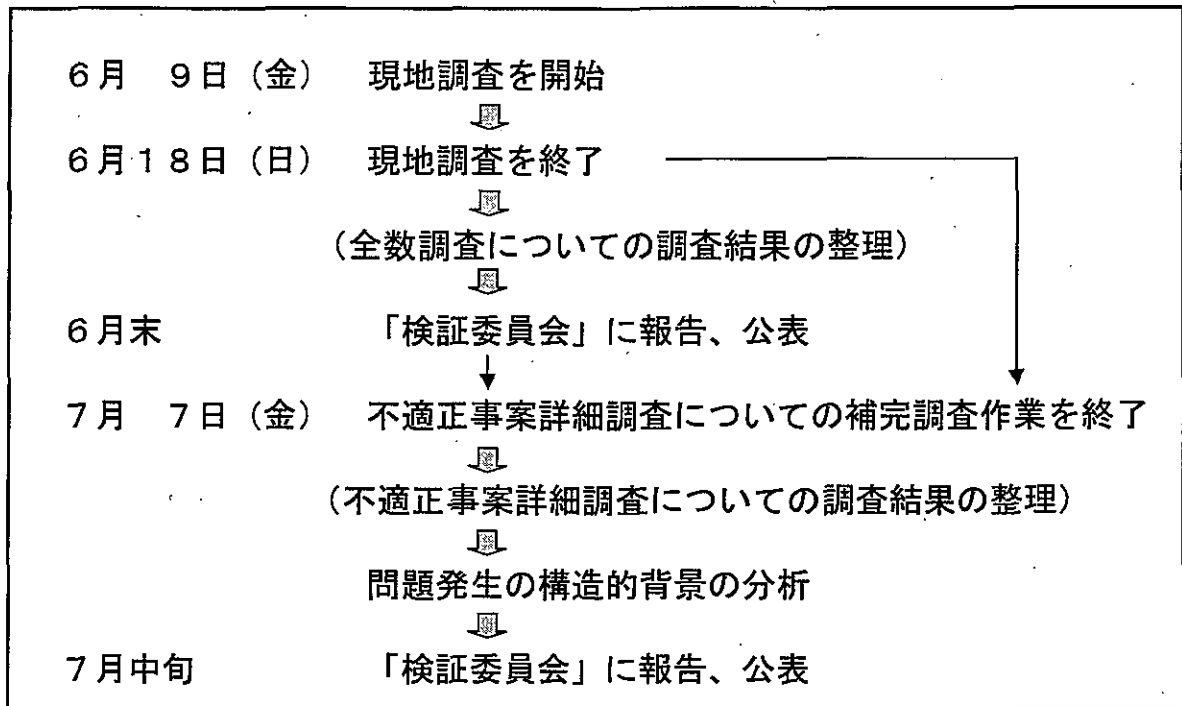 ６月　９日（金）　現地調査を開始
６月１８日（日）　現地調査を終了
（全数調査についての調査結果の整理）
６月末　「検証委員会」に報告、公表
７月　７日（金）　不適正事案詳細調査についての補完調査作業を終了
（不適正事案詳細調査についての調査結果の整理）
問題発生の構造的背景の分析
７月中旬　「検証委員会」に報告、公表